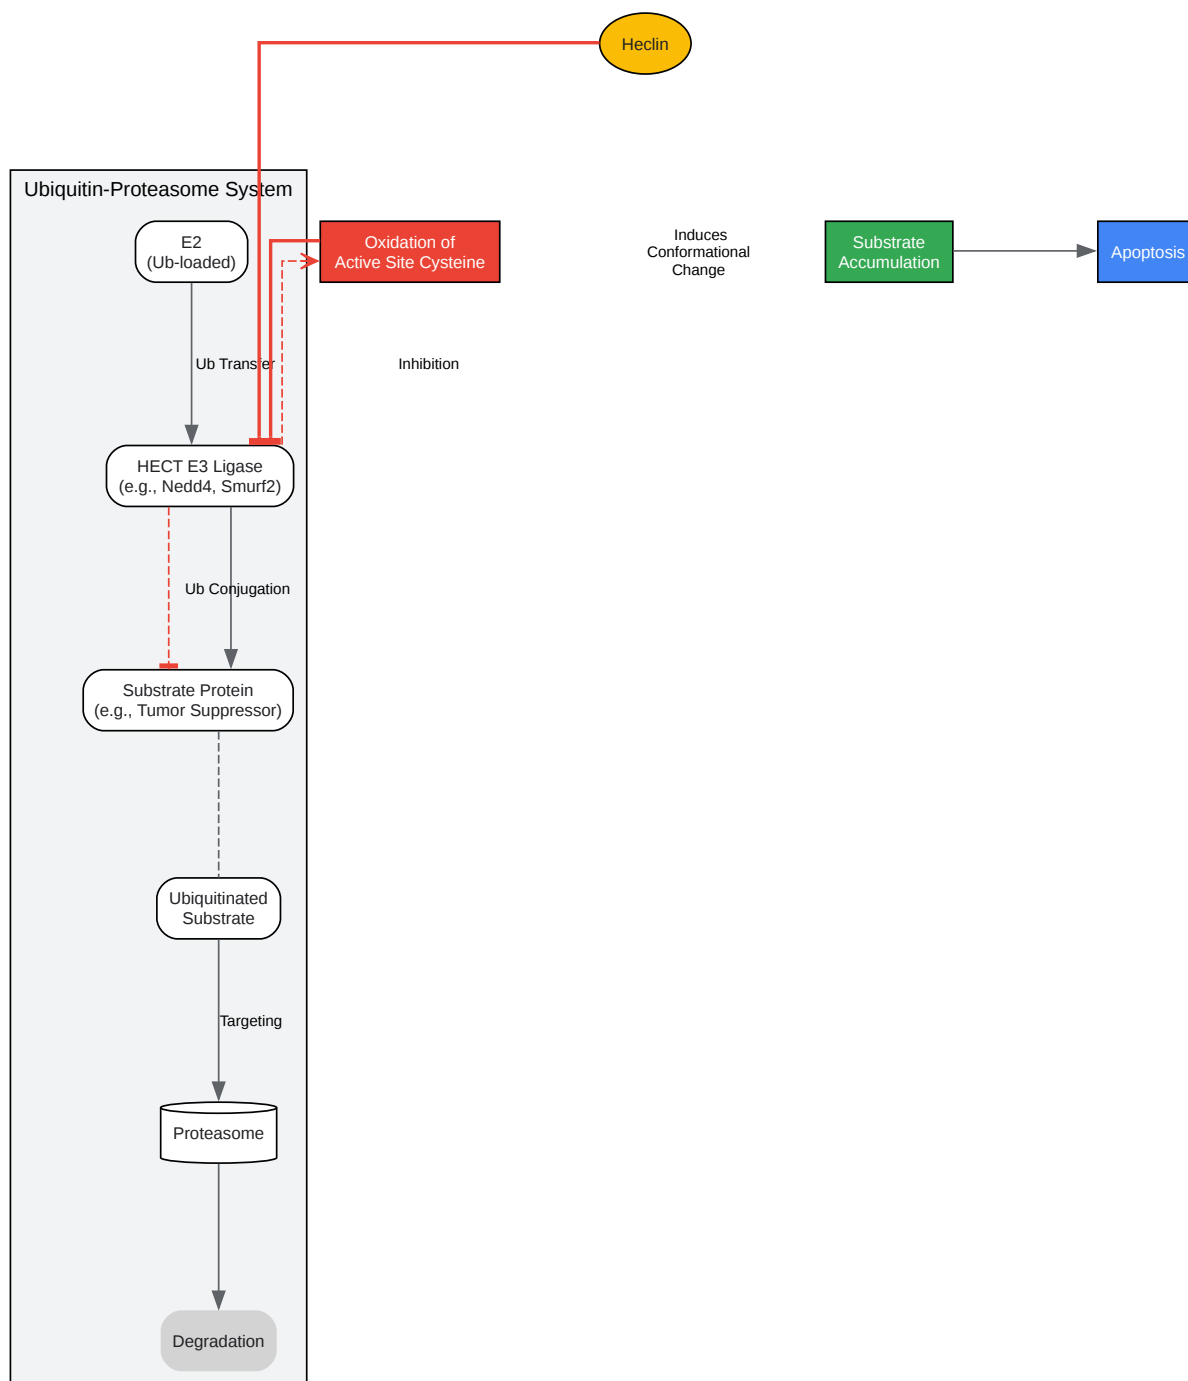 Heclin
Ubiquitin-Proteasome System
E2
(Ub-loaded)
Oxidation of
Active Site Cysteine
Induces
Conformational
Change
Substrate
Accumulation
Apoptosis
Ub Transfer
Inhibition
HECT E3 Ligase
(e.g., Nedd4, Smurf2)
Ub Conjugation
Substrate Protein
(e.g., Tumor Suppressor)
Ubiquitinated
Substrate
Targeting
Proteasome
Degradation